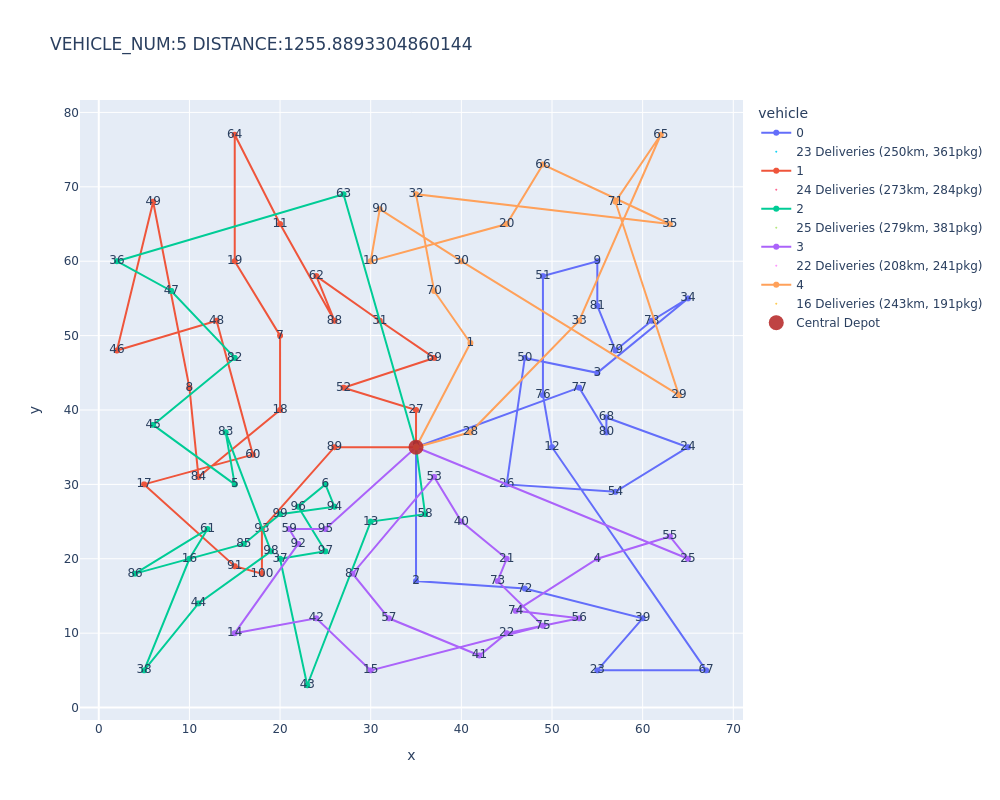 VEHICLE_NUM:5 DISTANCE:1255.8893304860144
vehicle
0
23 Deliveries (250km, 361pkg)
1
24 Deliveries (273km, 284pkg)
2
25 Deliveries (279km, 381pkg)
3
22 Deliveries (208km, 241pkg)
4
16 Deliveries (243km, 191pkg)
Central Depot
80
70
60
50
40
30
20
10
0
y
0 10 20 30 40 50 60 70
x
64 65
66
49 63 32 71
90
11 20 35
36 19 10 30 9
62 51
47 70 34
81
48 88 31 33 73
7 1 79
46 82 69 50 3
8 52 77 76 29
18 27
45 68
83 28 80
60 89 12 24
84 53
17 5 6 26 54
96 94
99 13 58 40
61 93 59 95 55
85 92
98 97
16 37 21 4 25
91
86 100 87 2 73
72
44 74
14 42 57 39
56
22 75
41
38 15 23 67
43